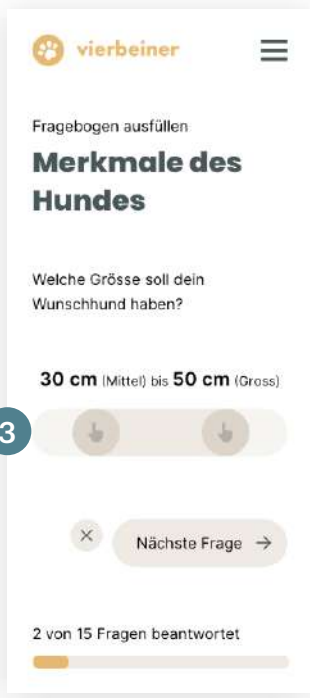 vierbeiner
Fragebogen ausfüllen
Merkmale des
Hundes
Welche Grösse soll dein
Wunschhund haben?
30 cm (Mittel) bis 50 cm (Gross)
3
Nächste Frage →
2 von 15 Fragen beantwortet